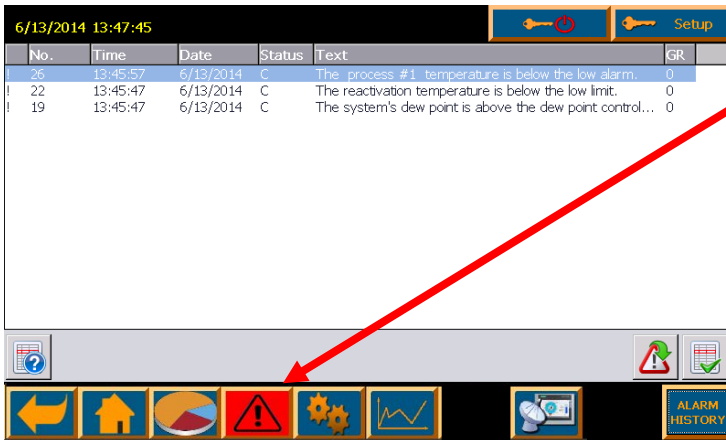 6/13/2014 13:47:45 Setup
No. Time Date Status Text GR
! 26 13:45:57 6/13/2014 C The process #1 temperature is below the low alarm. 0
! 22 13:45:47 6/13/2014 C The reactivation temperature is below the low limit. 0
! 19 13:45:47 6/13/2014 C The system's dew point is above the dew point control... 0
ALARM
HISTORY